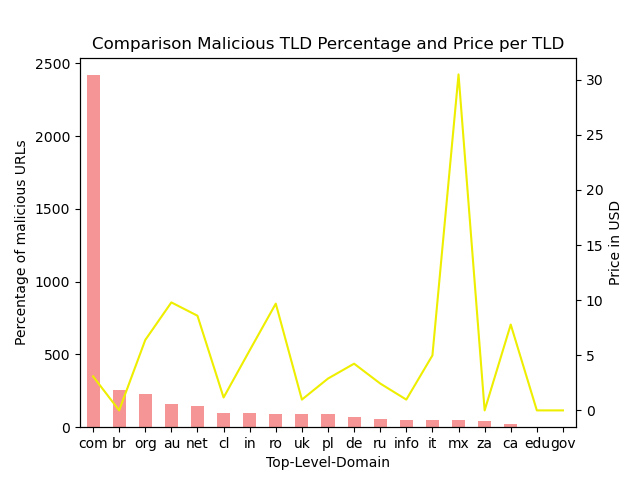 Comparison Malicious TLD Percentage and Price per TLD
2500
2000
1500
1000
500
0
Percentage of malicious URLs
30
25
20
15
10
5
0
Price in USD
com br org au net cl in ro uk pl de ru info it mx za ca edu gov
Top-Level-Domain